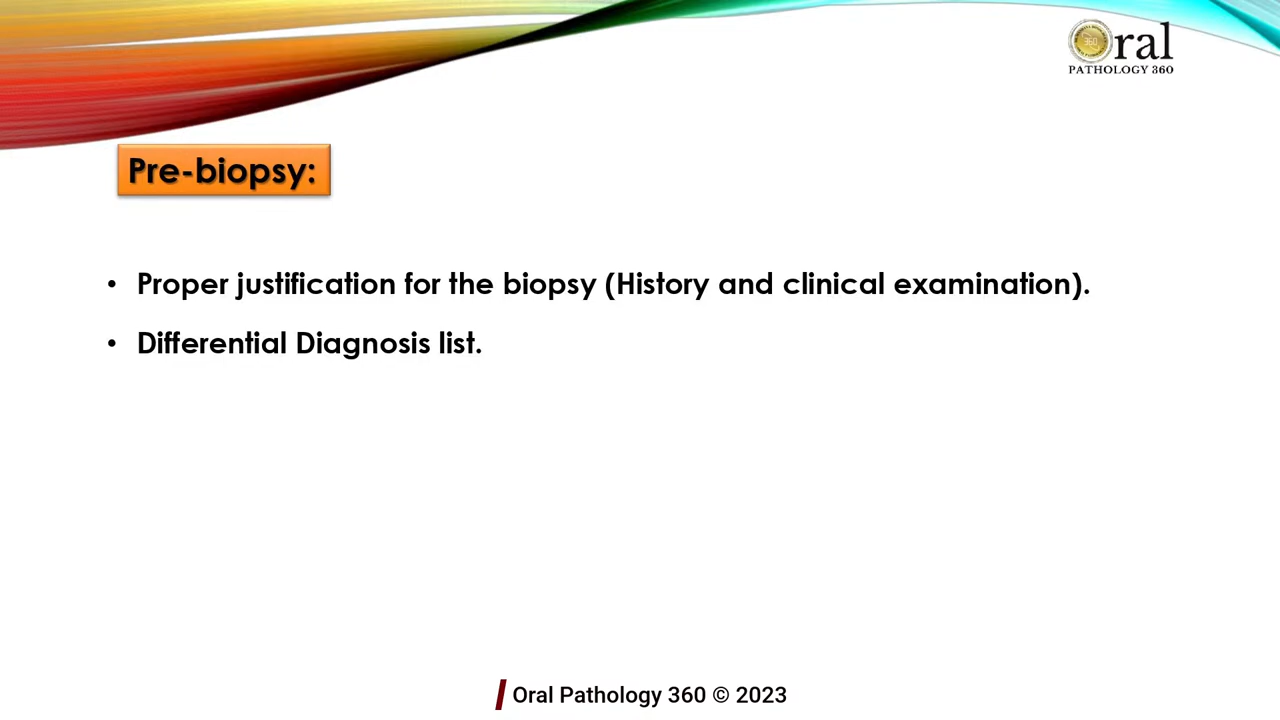 Oral
PATHOLOGY 360
Pre-biopsy:
• Proper justification for the biopsy (History and clinical examination).
• Differential Diagnosis list.
Oral Pathology 360 © 2023